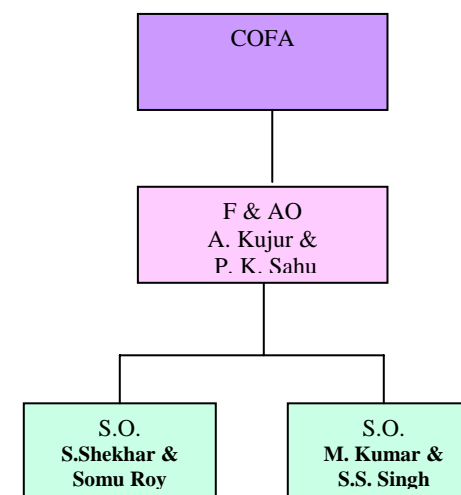 COFA
F & AO
A. Kujur &
P. K. Sahu
S.O.
S.Shekhar &
Somu Roy
S.O.
M. Kumar &
S.S. Singh